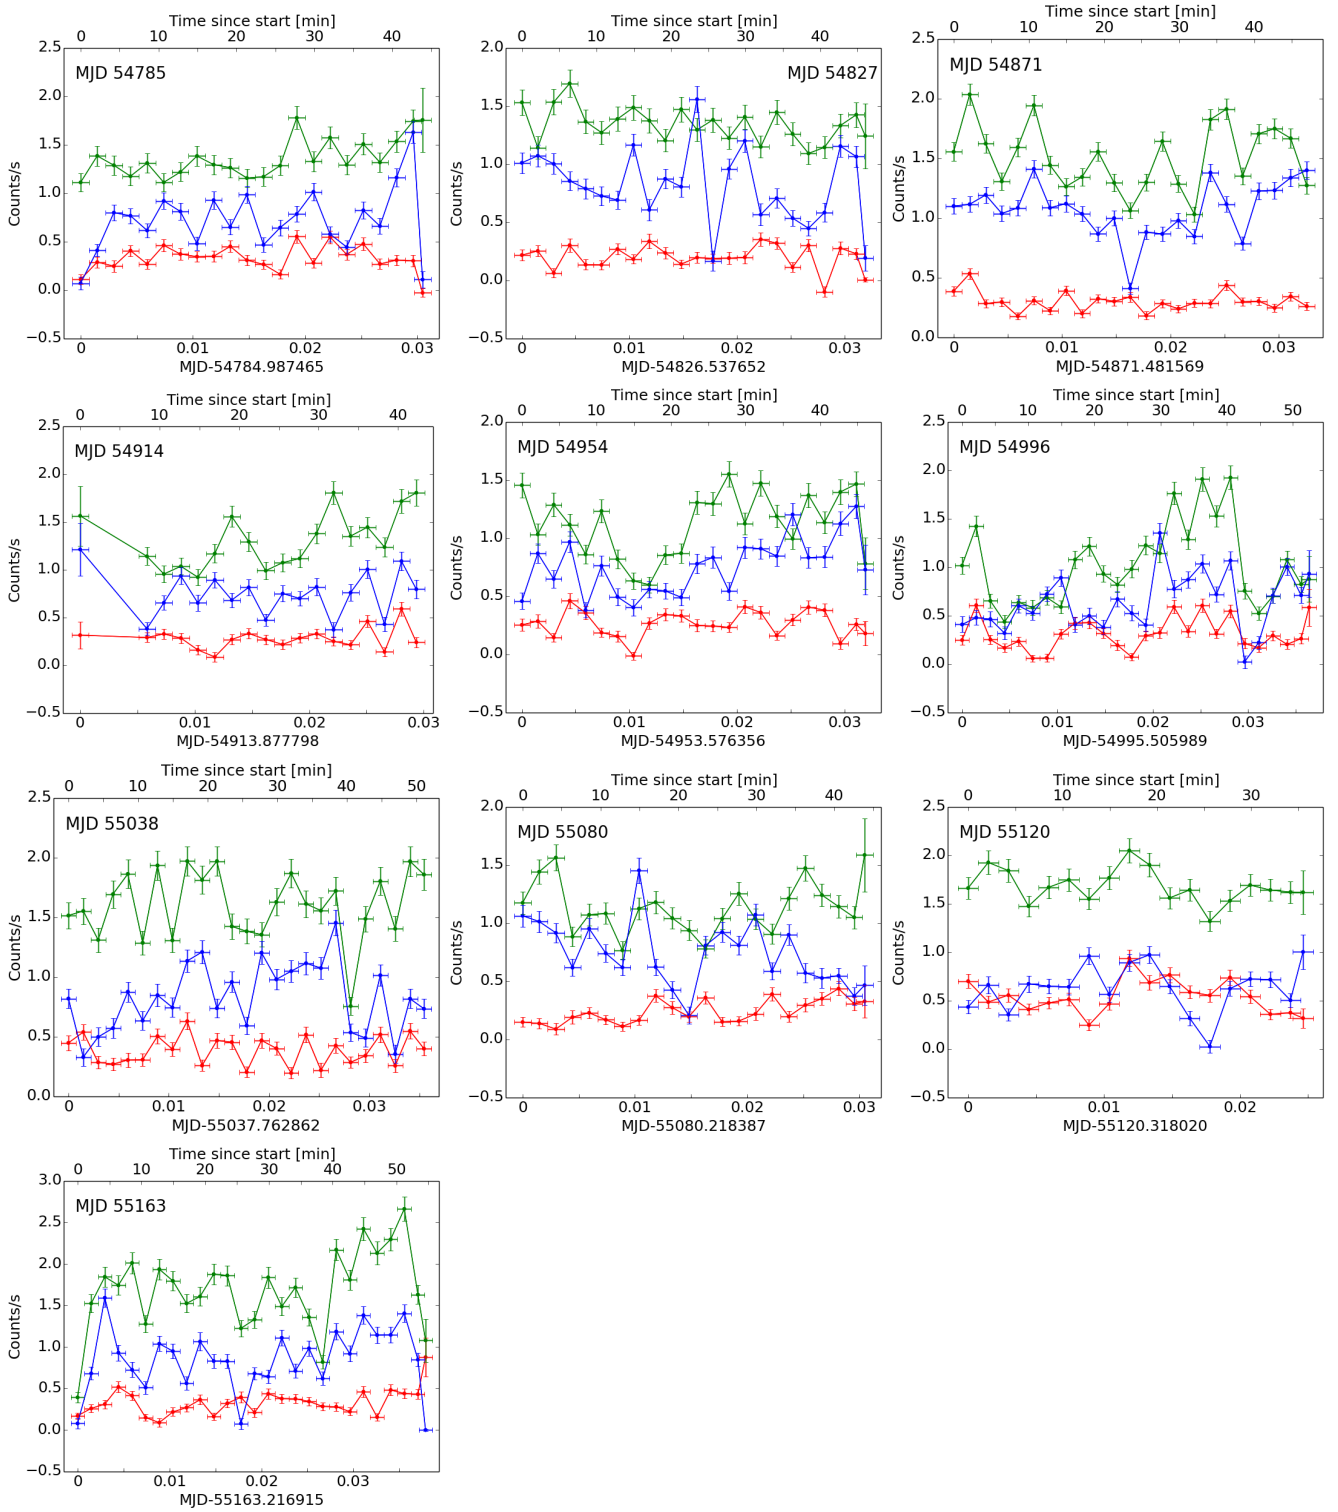 Time since start [min]
0 10 20 30 40
2.5
2.0
1.5
1.0
0.5
0.0
−0.5
Counts/s
MJD 54785
0 0.01 0.02 0.03
MJD-54784.987465
Time since start [min]
0 10 20 30 40
2.0
1.5
1.0
0.5
0.0
−0.5
Counts/s
MJD 54827
0 0.01 0.02 0.03
MJD-54826.537652
Time since start [min]
0 10 20 30 40
2.5
2.0
1.5
1.0
0.5
0.0
Counts/s
MJD 54871
0 0.01 0.02 0.03
MJD-54871.481569
Time since start [min]
0 10 20 30 40
2.5
2.0
1.5
1.0
0.5
0.0
−0.5
Counts/s
MJD 54914
0 0.01 0.02 0.03
MJD-54913.877798
Time since start [min]
0 10 20 30 40
2.0
1.5
1.0
0.5
0.0
−0.5
Counts/s
MJD 54954
0 0.01 0.02 0.03
MJD-54953.576356
Time since start [min]
0 10 20 30 40 50
2.5
2.0
1.5
1.0
0.5
0.0
−0.5
Counts/s
MJD 54996
0 0.01 0.02 0.03
MJD-54995.505989
Time since start [min]
0 10 20 30 40 50
2.5
2.0
1.5
1.0
0.5
0.0
Counts/s
MJD 55038
0 0.01 0.02 0.03
MJD-55037.762862
Time since start [min]
0 10 20 30 40
2.0
1.5
1.0
0.5
0.0
−0.5
Counts/s
MJD 55080
0 0.01 0.02 0.03
MJD-55080.218387
Time since start [min]
0 10 20 30
2.5
2.0
1.5
1.0
0.5
0.0
−0.5
Counts/s
MJD 55120
0 0.01 0.02
MJD-55120.318020
Time since start [min]
0 10 20 30 40 50
3.0
2.5
2.0
1.5
1.0
0.5
0.0
−0.5
Counts/s
MJD 55163
0 0.01 0.02 0.03
MJD-55163.216915